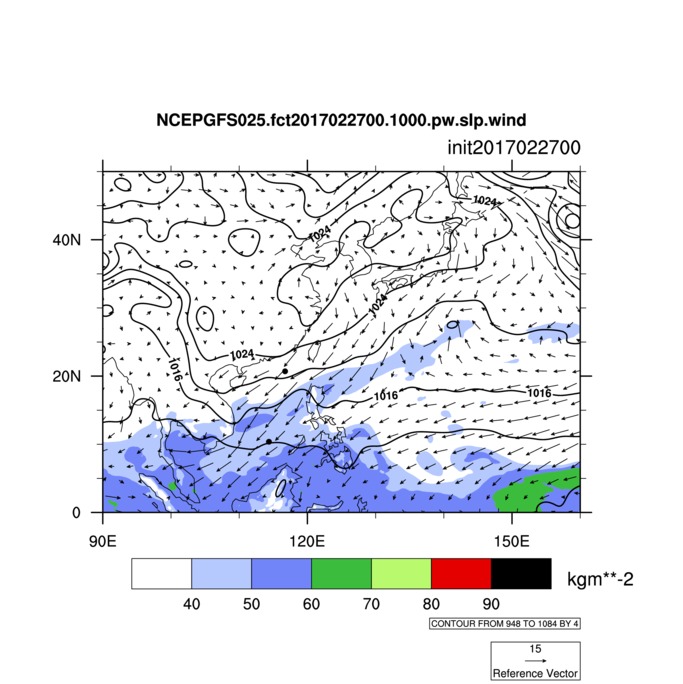 NCEPGFS025.fct2017022700.1000.pw.slp.wind
init2017022700
1024
40N
1024
1024
1024
1016
20N
1016
1016
0
90E
120E
150E
40
50
60
70
80
90
kgm**-2
CONTOUR FROM 948 TO 1084 BY 4
15
Reference Vector